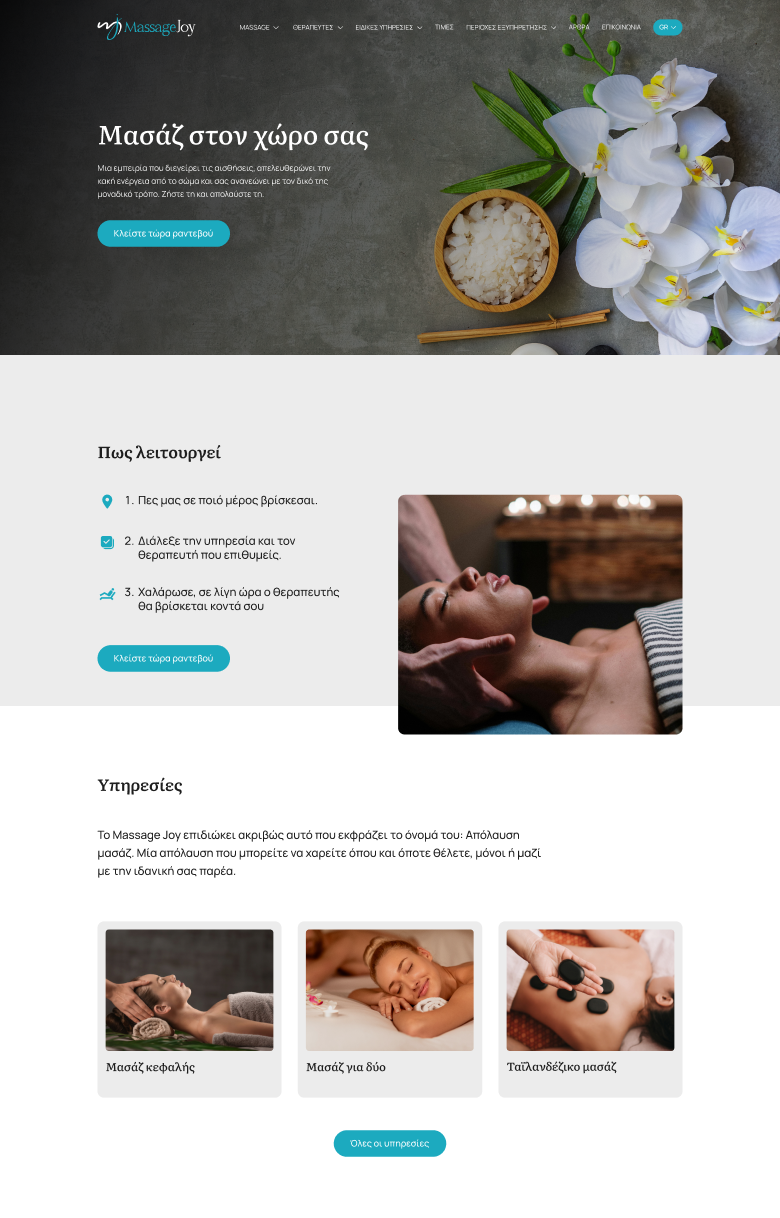 MassageJoy
MASSAGE
ΘΕΡΑΠΕΥΤΕΣ
ΕΙΔΙΚΕΣ ΥΠΗΡΕΣΙΕΣ
ΤΙΜΕΣ
ΠΕΡΙΟΧΕΣ ΕΞΥΠΗΡΕΤΗΣΗΣ
ΑΡΘΡΑ
ΕΠΙΚΟΙΝΩΝΙΑ
GR
Μασάζ στον χώρο σας
Μια εμπειρία που διεγείρει τις αισθήσεις, απελευθερώνει την
κακή ενέργεια από το σώμα και σας ανανεώνει με τον δικό της
μοναδικό τρόπο. Ζήστε τη και απολαύστε τη.
Κλείστε τώρα ραντεβού
Πως λειτουργεί
1. Πες μας σε ποιό μέρος βρίσκεσαι.
2. Διάλεξε την υπηρεσία και τον
θεραπευτή που επιθυμείς.
3. Χαλάρωσε, σε λίγη ώρα ο θεραπευτής
θα βρίσκεται κοντά σου
Κλείστε τώρα ραντεβού
Υπηρεσίες
Το Massage Joy επιδιώκει ακριβώς αυτό που εκφράζει το όνομά του: Απόλαυση
μασάζ. Μία απόλαυση που μπορείτε να χαρείτε όπου και όποτε θέλετε, μόνοι ή μαζί
με την ιδανική σας παρέα.
Μασάζ κεφαλής
Μασάζ για δύο
Ταϊλανδέζικο μασάζ
Όλες οι υπηρεσίες